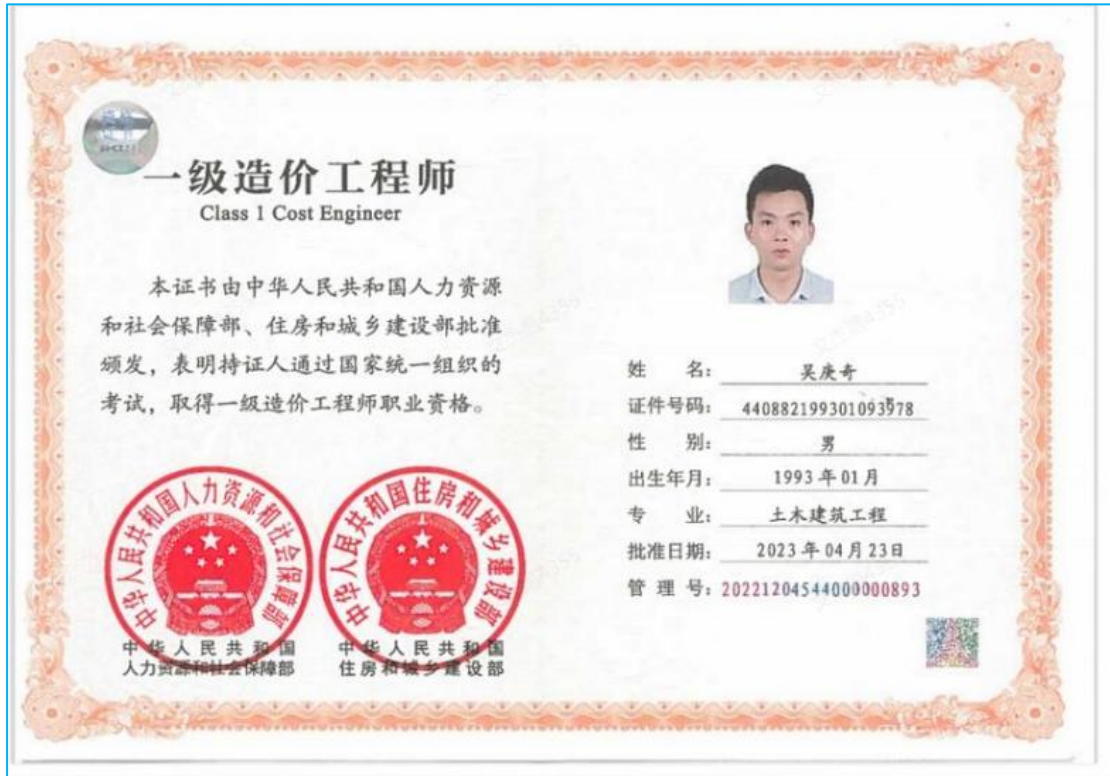 一级造价工程师
Class 1 Cost Engineer
本证书由中华人民共和国人力资源
和社会保障部、住房和城乡建设部批准
颁发，表明持证人通过国家统一组织的
考试，取得一级造价工程师职业资格。
中华人民共和国人力资源和社会保障部
中华人民共和国住房和城乡建设部
中华人民共和国
人力资源和社会保障部
中华人民共和国
住房和城乡建设部
姓 名：吴庚奇
证件号码：440882199301093978
性 别：男
出生年月：1993年01月
专 业：土木建筑工程
批准日期：2023年04月23日
管 理 号：20221204544000000893